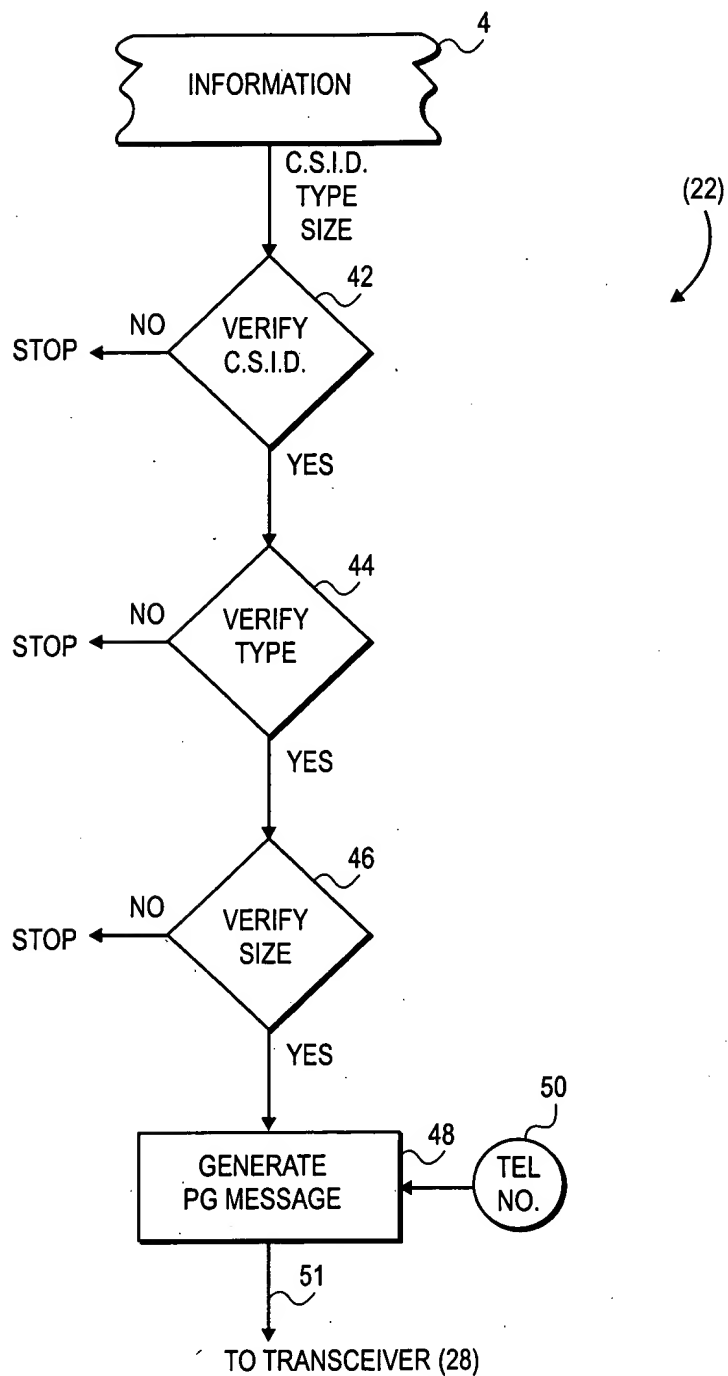 4
INFORMATION
C.S.I.D.
TYPE
SIZE
(22)
42
NO
VERIFY
C.S.I.D.
STOP
YES
44
NO
VERIFY
TYPE
STOP
YES
46
NO
VERIFY
SIZE
STOP
YES
50
48
GENERATE
PG MESSAGE
TEL
NO.
51
TO TRANSCEIVER (28)